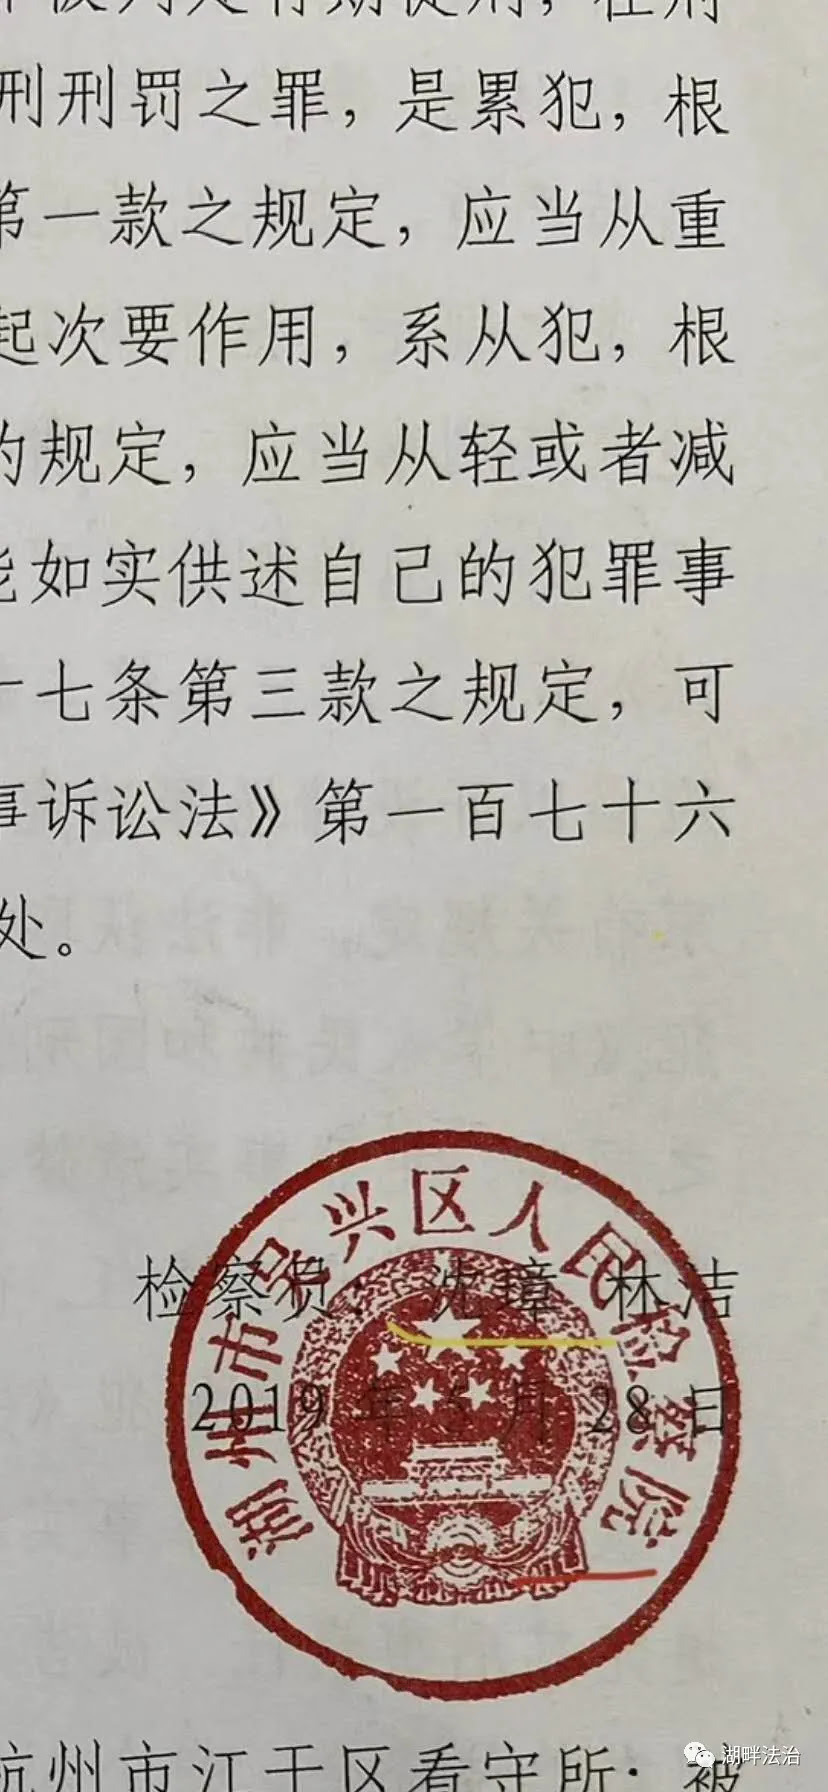 刑刑罚之罪，是累犯，根
第一款之规定，应当从重
起次要作用，系从犯，根
的规定，应当从轻或者减
能如实供述自己的犯罪事
十七条第三款之规定，可
事诉讼法》第一百七十六
处。
湖州市吴兴区人民检察院
检察员：沈璋 林洁
2019年5月28日
杭州市江干区看守所；被
湖畔法治